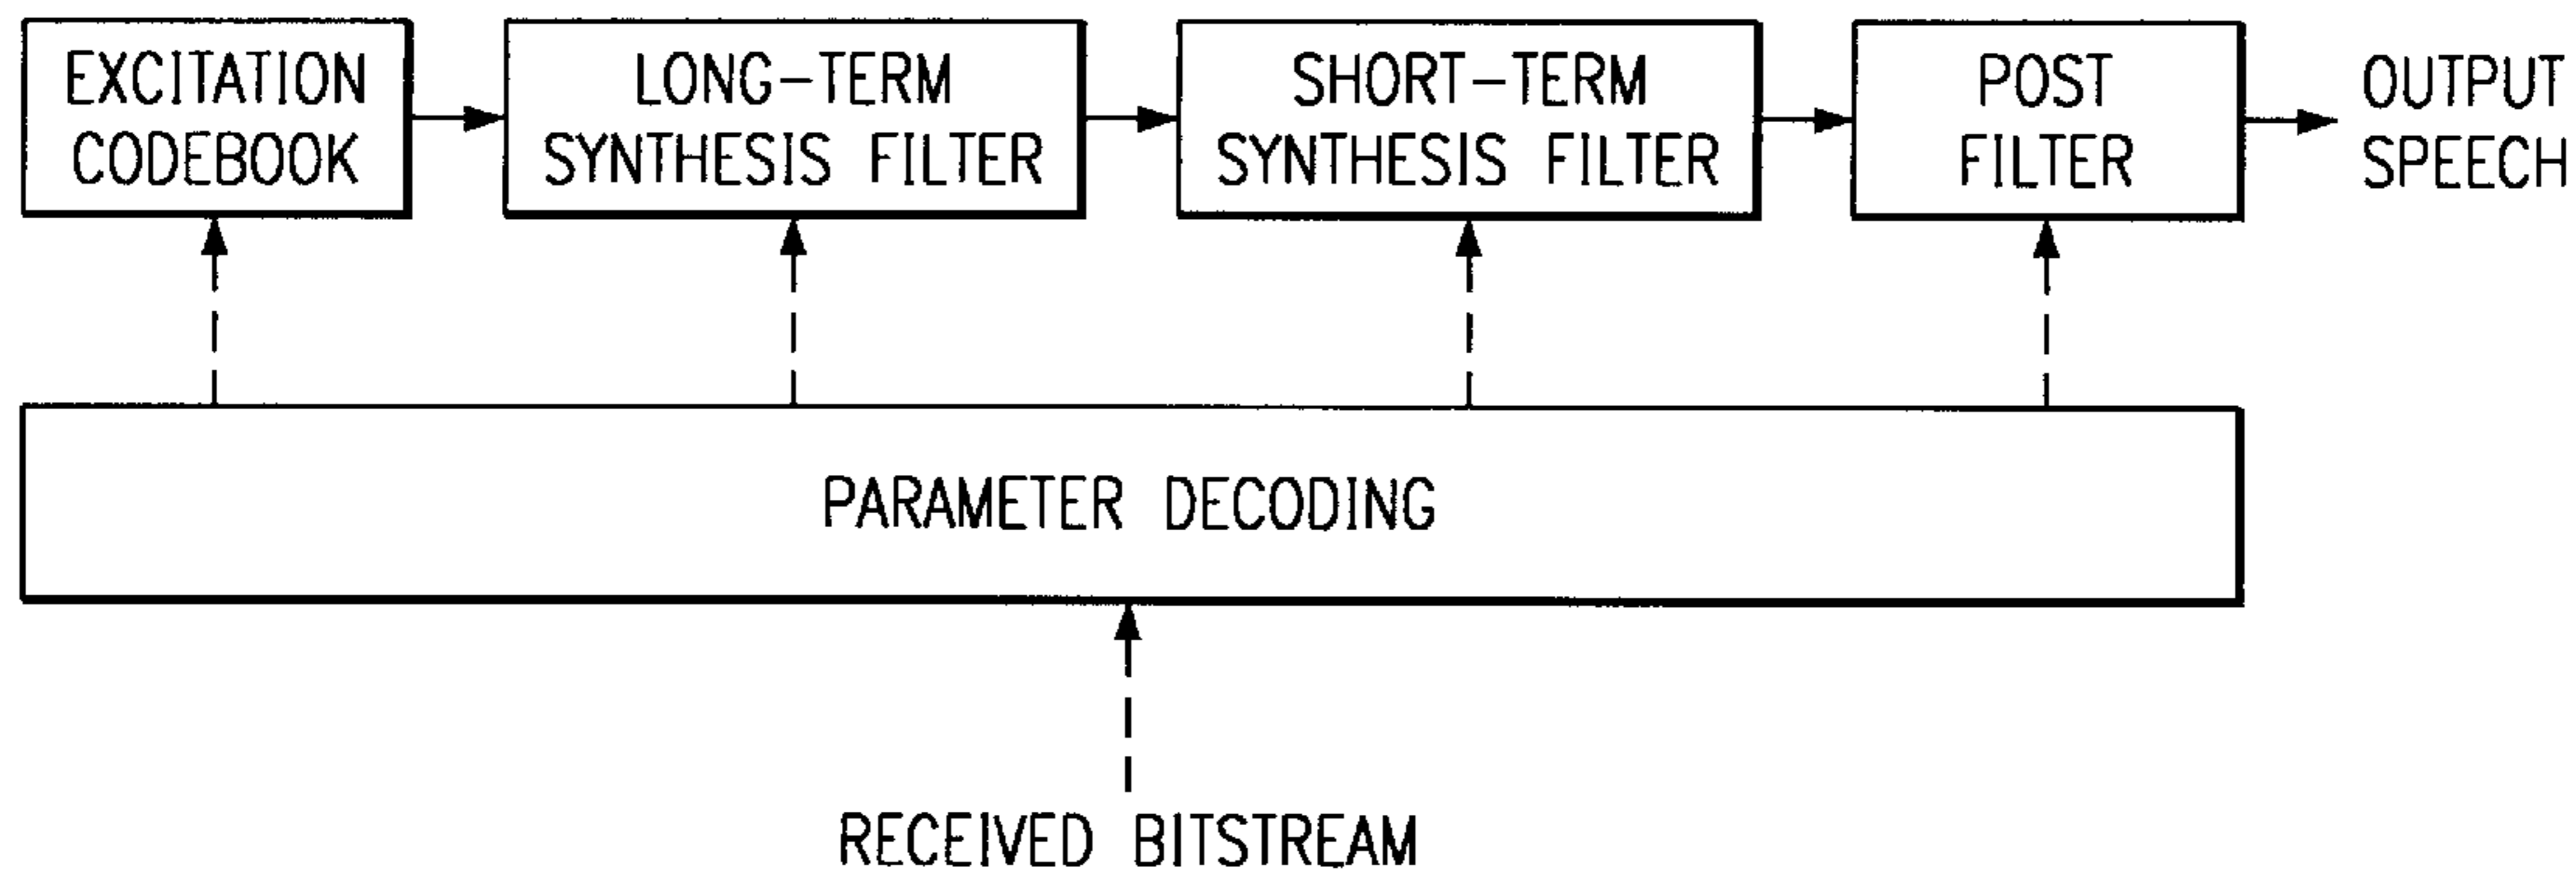 EXCITATION
CODEBOOK
LONG-TERM
SYNTHESIS FILTER
SHORT-TERM
SYNTHESIS FILTER
POST
FILTER
OUTPUT
SPEECH
PARAMETER DECODING
RECEIVED BITSTREAM